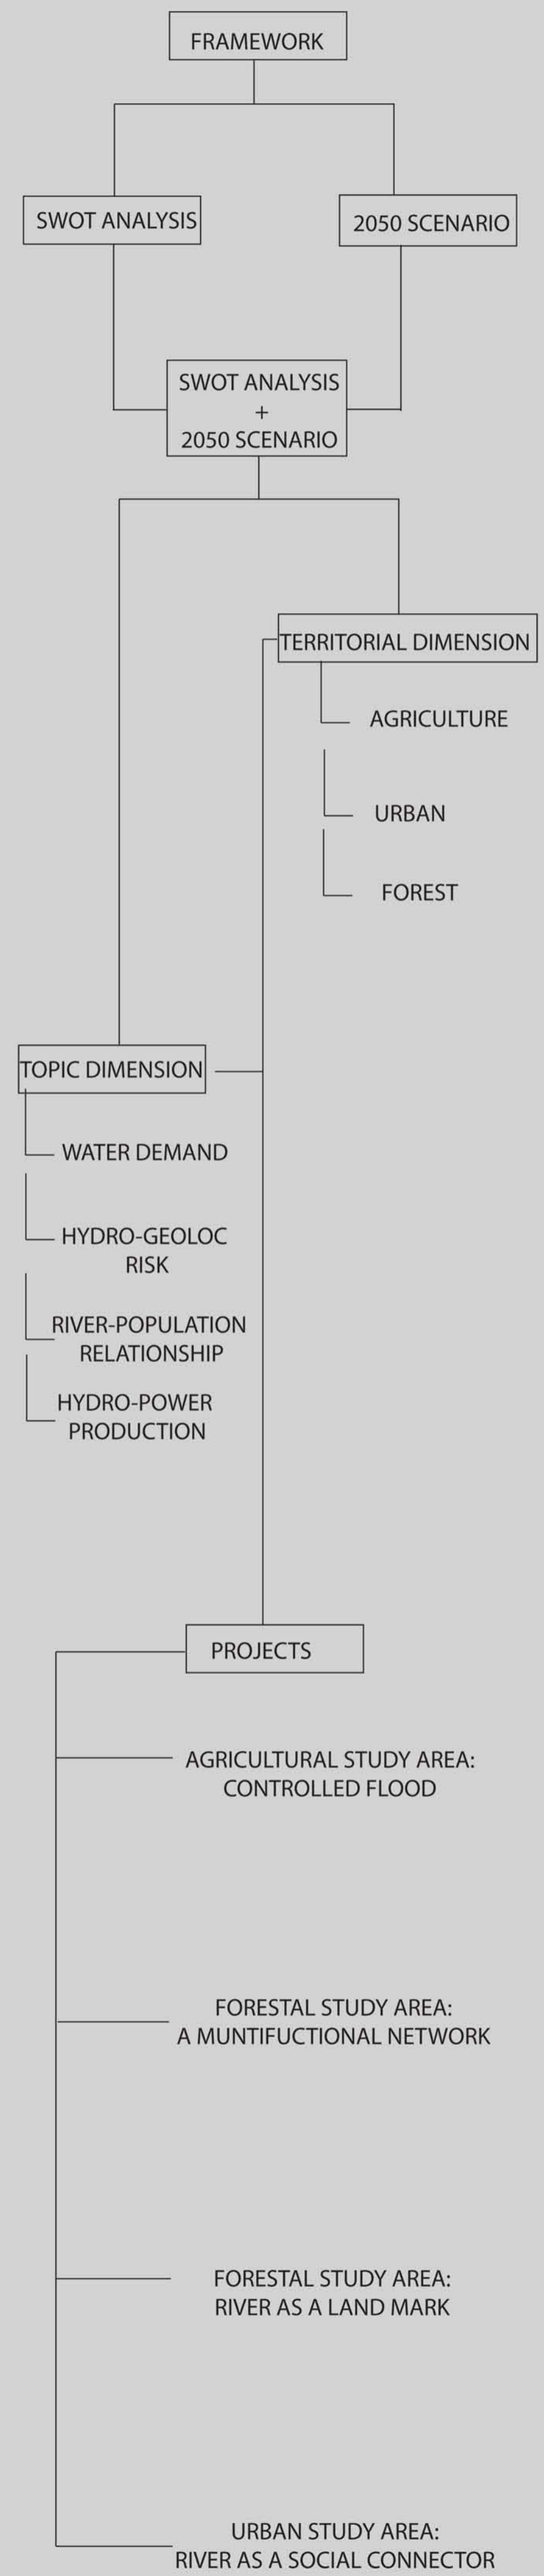 FRAMEWORK
SWOT ANALYSIS
2050 SCENARIO
SWOT ANALYSIS
+
2050 SCENARIO
TERRITORIAL DIMENSION
AGRICULTURE
URBAN
FOREST
TOPIC DIMENSION
WATER DEMAND
HYDRO-GEOLOC
RISK
RIVER-POPULATION
RELATIONSHIP
HYDRO-POWER
PRODUCTION
PROJECTS
AGRICULTURAL STUDY AREA:
CONTROLLED FLOOD
FORESTAL STUDY AREA:
A MUNTIFUCTIONAL NETWORK
FORESTAL STUDY AREA:
RIVER AS A LAND MARK
URBAN STUDY AREA:
RIVER AS A SOCIAL CONNECTOR